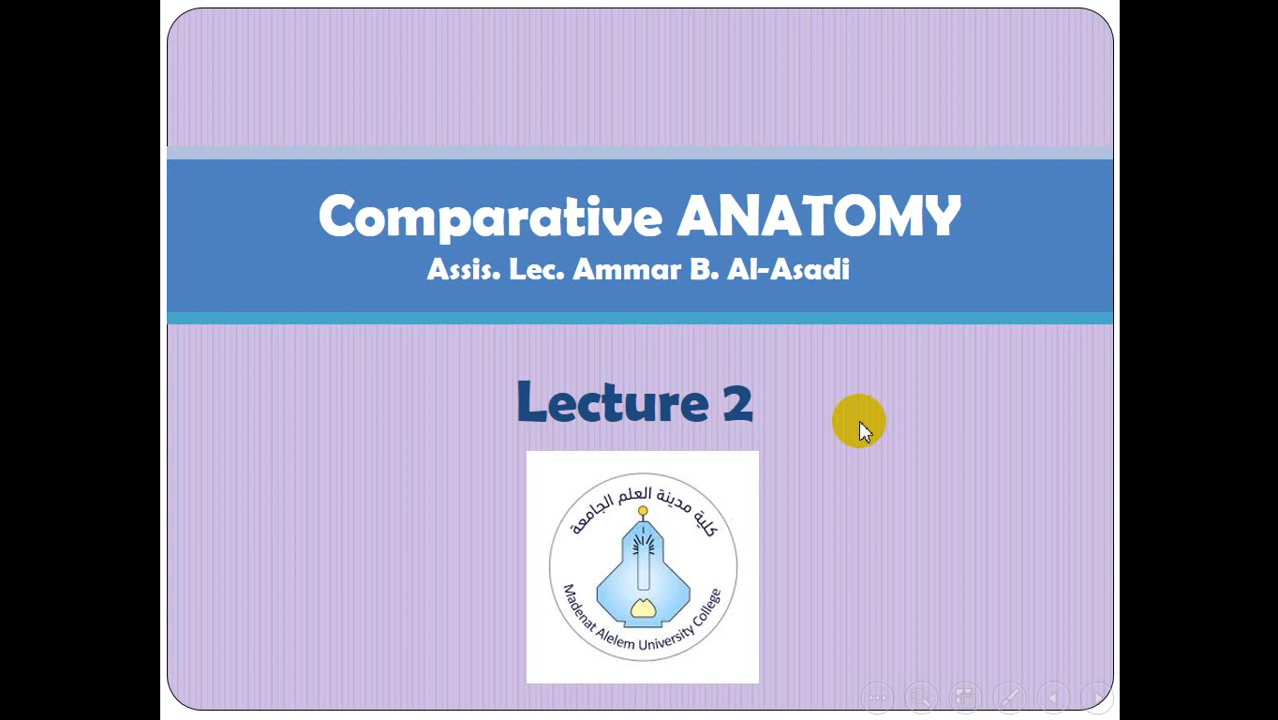 Comparative ANATOMY
Assis. Lec. Ammar B. Al-Asadi
Lecture 2
كلية مدينة العلم الجامعة
Madenat Alelem University College